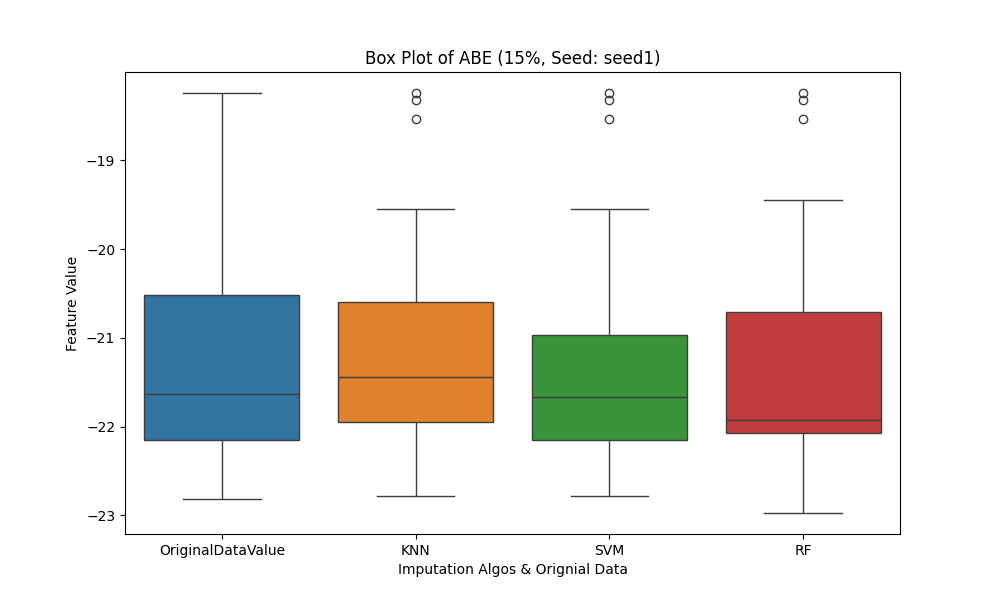 Box Plot of ABE (15%, Seed: seed1)
Feature Value
−19
−20
−21
−22
−23
OriginalDataValue
KNN
SVM
RF
Imputation Algos & Orignial Data